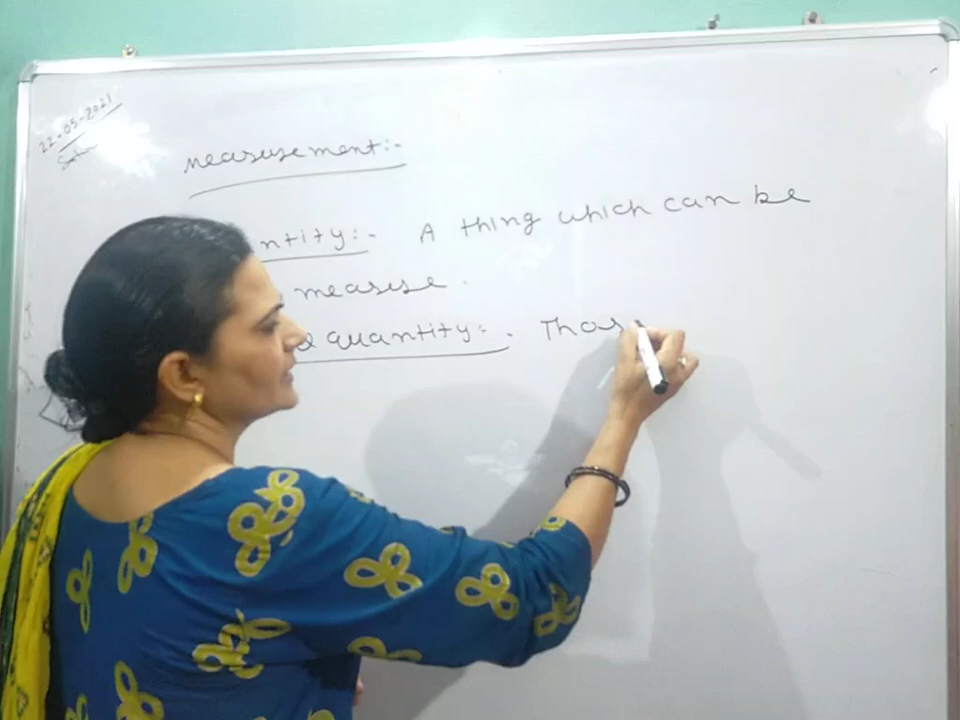 22-05-2021
Measurement:-
ntity:- A thing which can be
measure.
quantity:- Thos